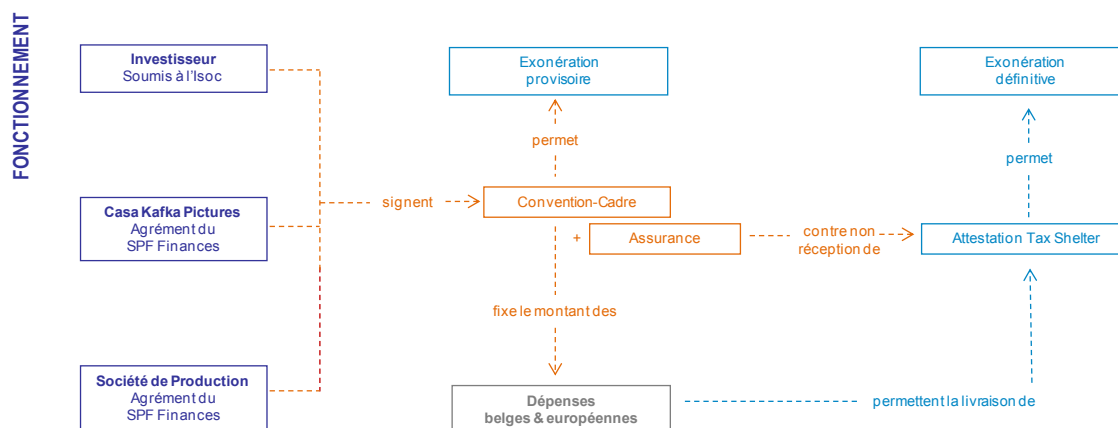 FONCTIONNEMENT
Investisseur
Soumis à l'Isoc
Exonération
provisoire
Exonération
définitive
permet
permet
Casa Kafka Pictures
Agrément du
SPF Finances
signent
Convention-Cadre
+
Assurance
contre non
réception de
Attestation Tax Shelter
fixe le montant des
Société de Production
Agrément du
SPF Finances
Dépenses
belges & européennes
permettent la livraison de